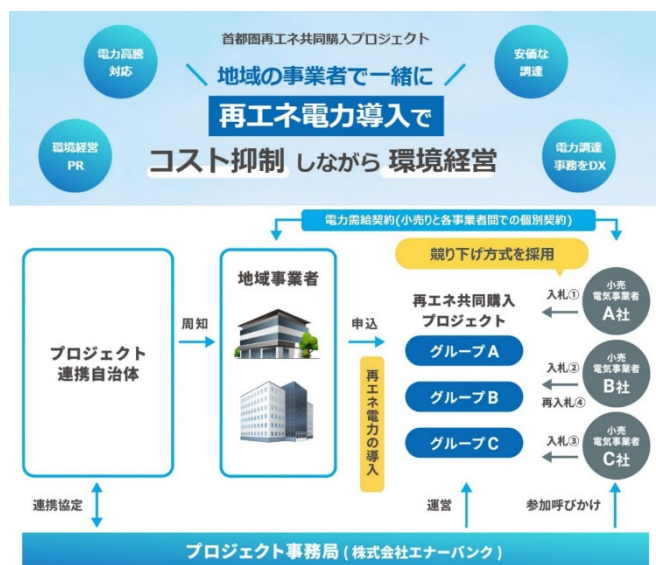 首都圏再エネ共同購入プロジェクト
電力高騰
対応
安価な
調達
地域の事業者で一緒に
再エネ電力導入で
環境経営
PR
電力調達
事務をDX
コスト抑制 しながら 環境経営
電力需給契約(小売りと各事業者間での個別契約)
競り下げ方式を採用
プロジェクト
連携自治体
周知
地域事業者
申込
再エネ電力の導入
再エネ共同購入
プロジェクト
グループA
グループB
グループC
入札①
小売
電気事業者
A社
入札②
再入札④
小売
電気事業者
B社
入札③
小売
電気事業者
C社
連携協定
運営
参加呼びかけ
プロジェクト事務局(株式会社エナーバンク)